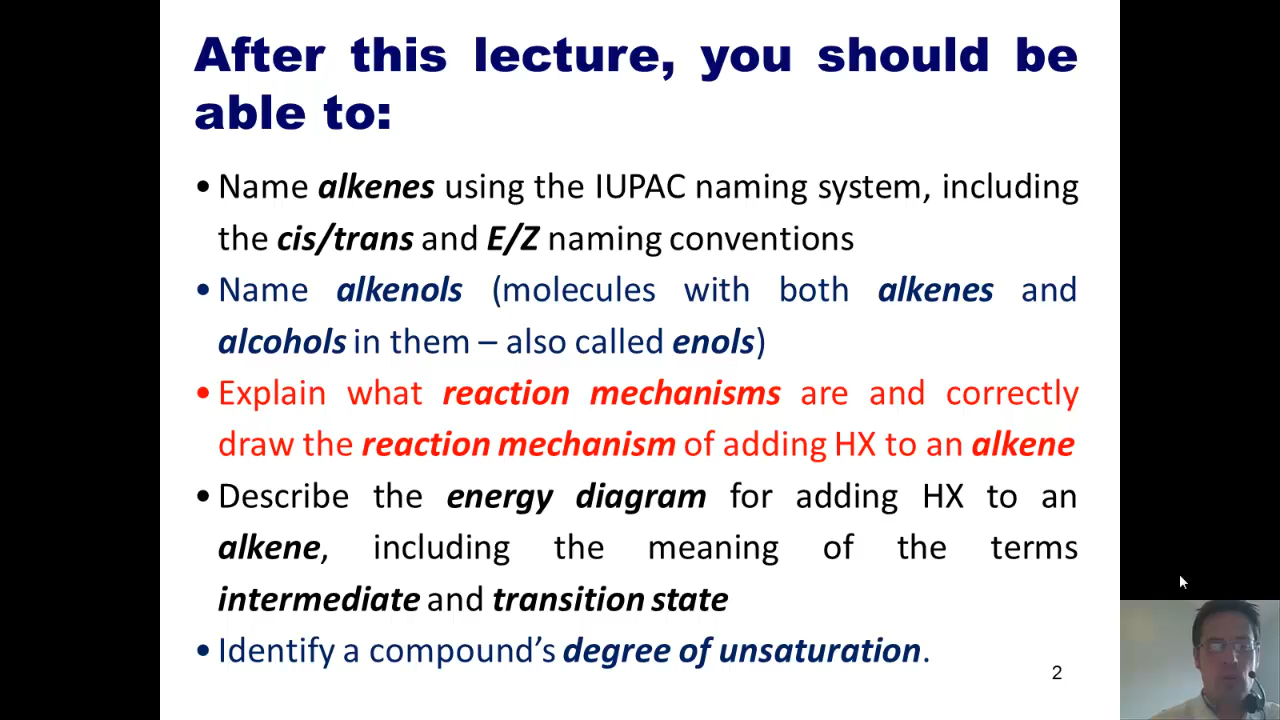 After this lecture, you should be
able to:
• Name alkenes using the IUPAC naming system, including
the cis/trans and E/Z naming conventions
• Name alkenols (molecules with both alkenes and
alcohols in them – also called enols)
• Explain what reaction mechanisms are and correctly
draw the reaction mechanism of adding HX to an alkene
• Describe the energy diagram for adding HX to an
alkene, including the meaning of the terms
intermediate and transition state
• Identify a compound's degree of unsaturation.
2